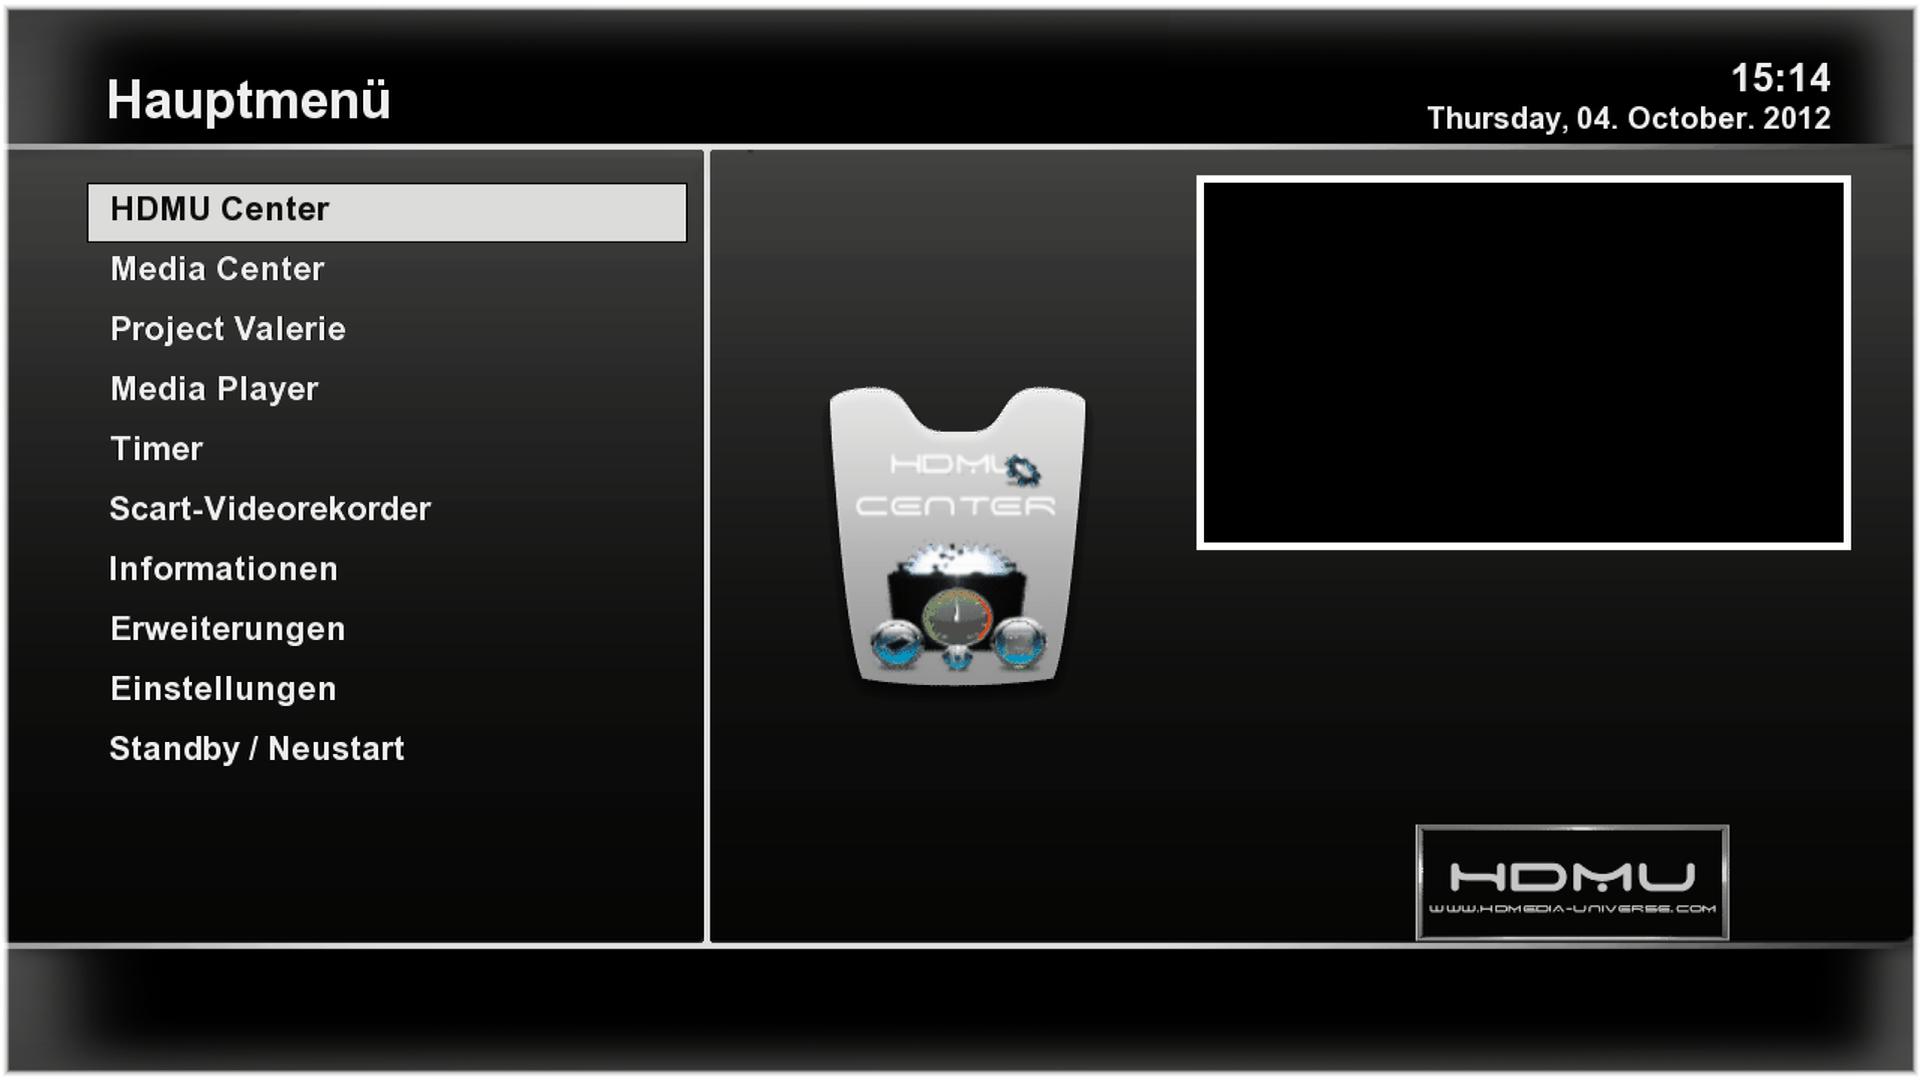 Hauptmenü
15:14
Thursday, 04. October. 2012
HDMU Center
Media Center
Project Valerie
Media Player
Timer
Scart-Videorekorder
Informationen
Erweiterungen
Einstellungen
Standby / Neustart
HDMU
CENTER
HDMU
WWW.HDMEDIA-UNIVERSE.COM